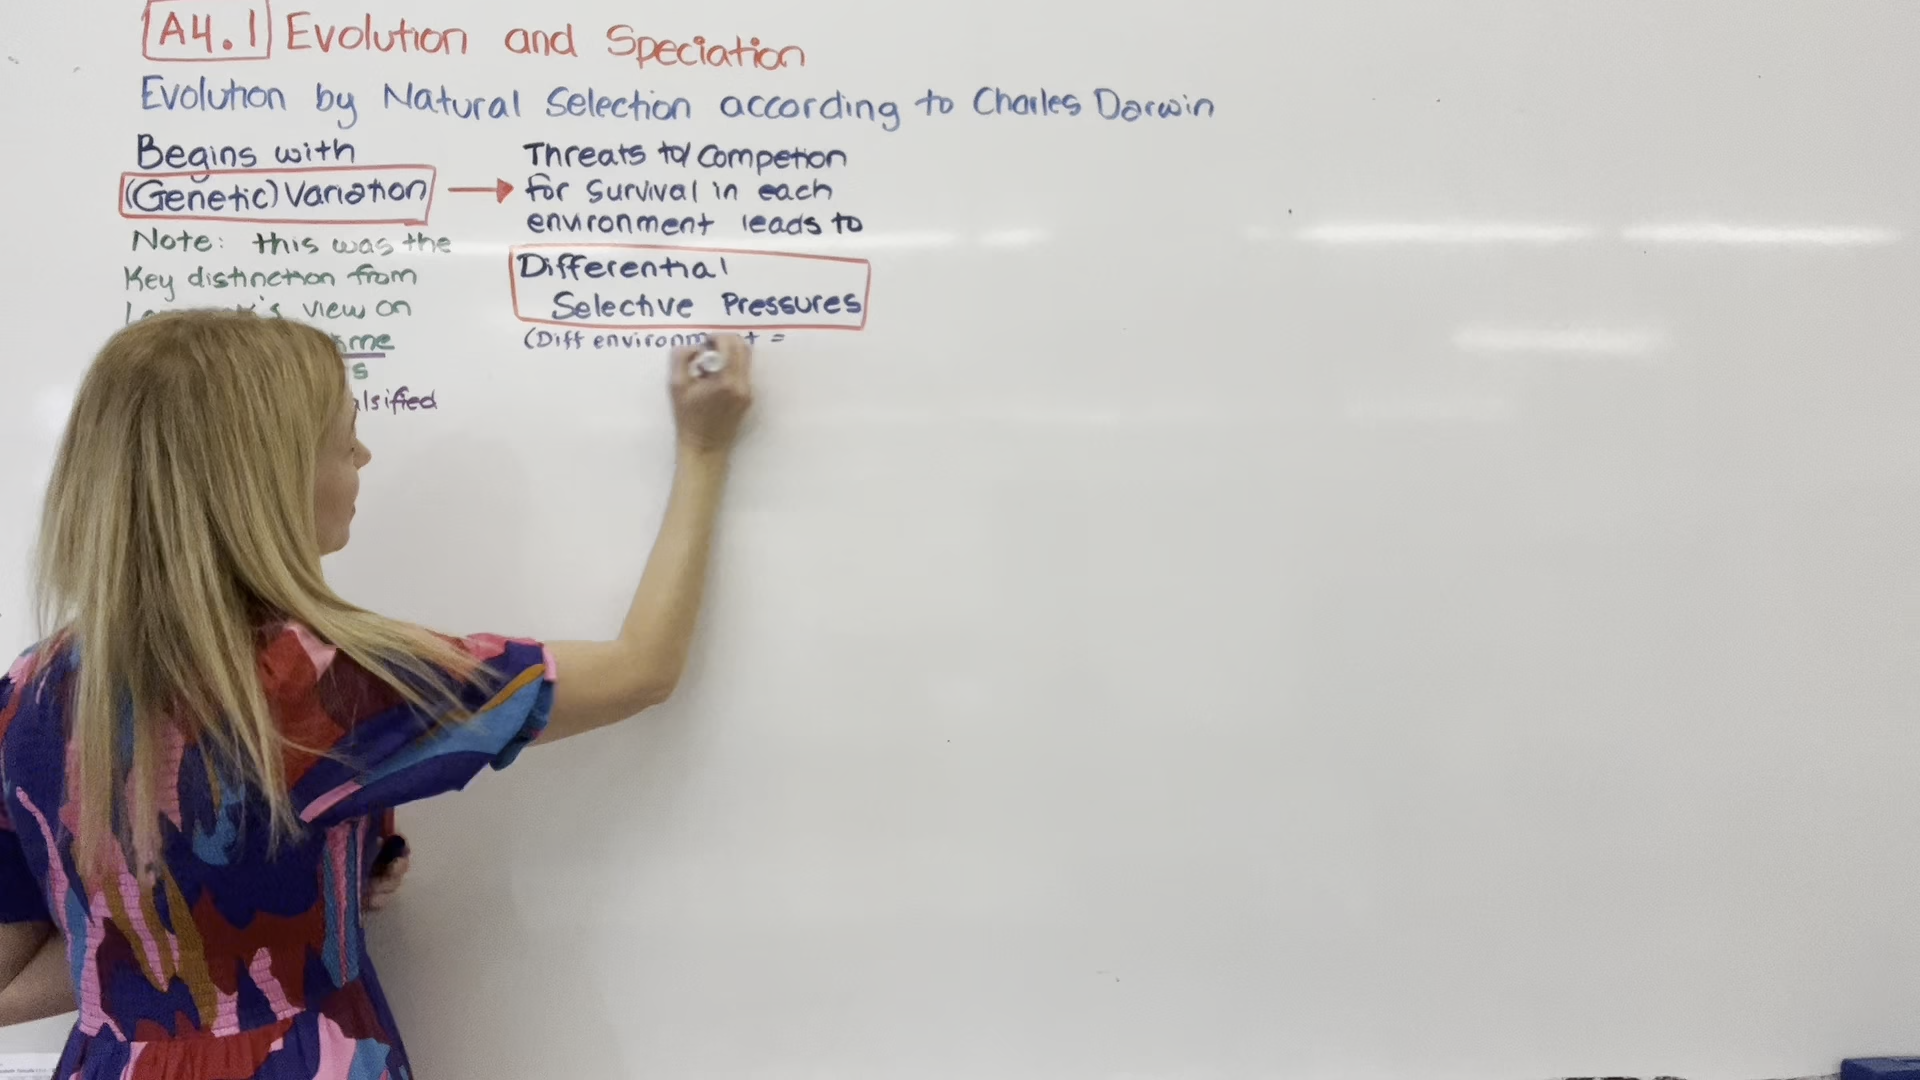 A4.1 Evolution and Speciation
Evolution by Natural Selection according to Charles Darwin
Begins with
(Genetic) Variation
Note: this was the
Key distinction from
view on
s
Threats to/Competion
for survival in each
environment leads to
Differential
Selective Pressures
(Diff environment =